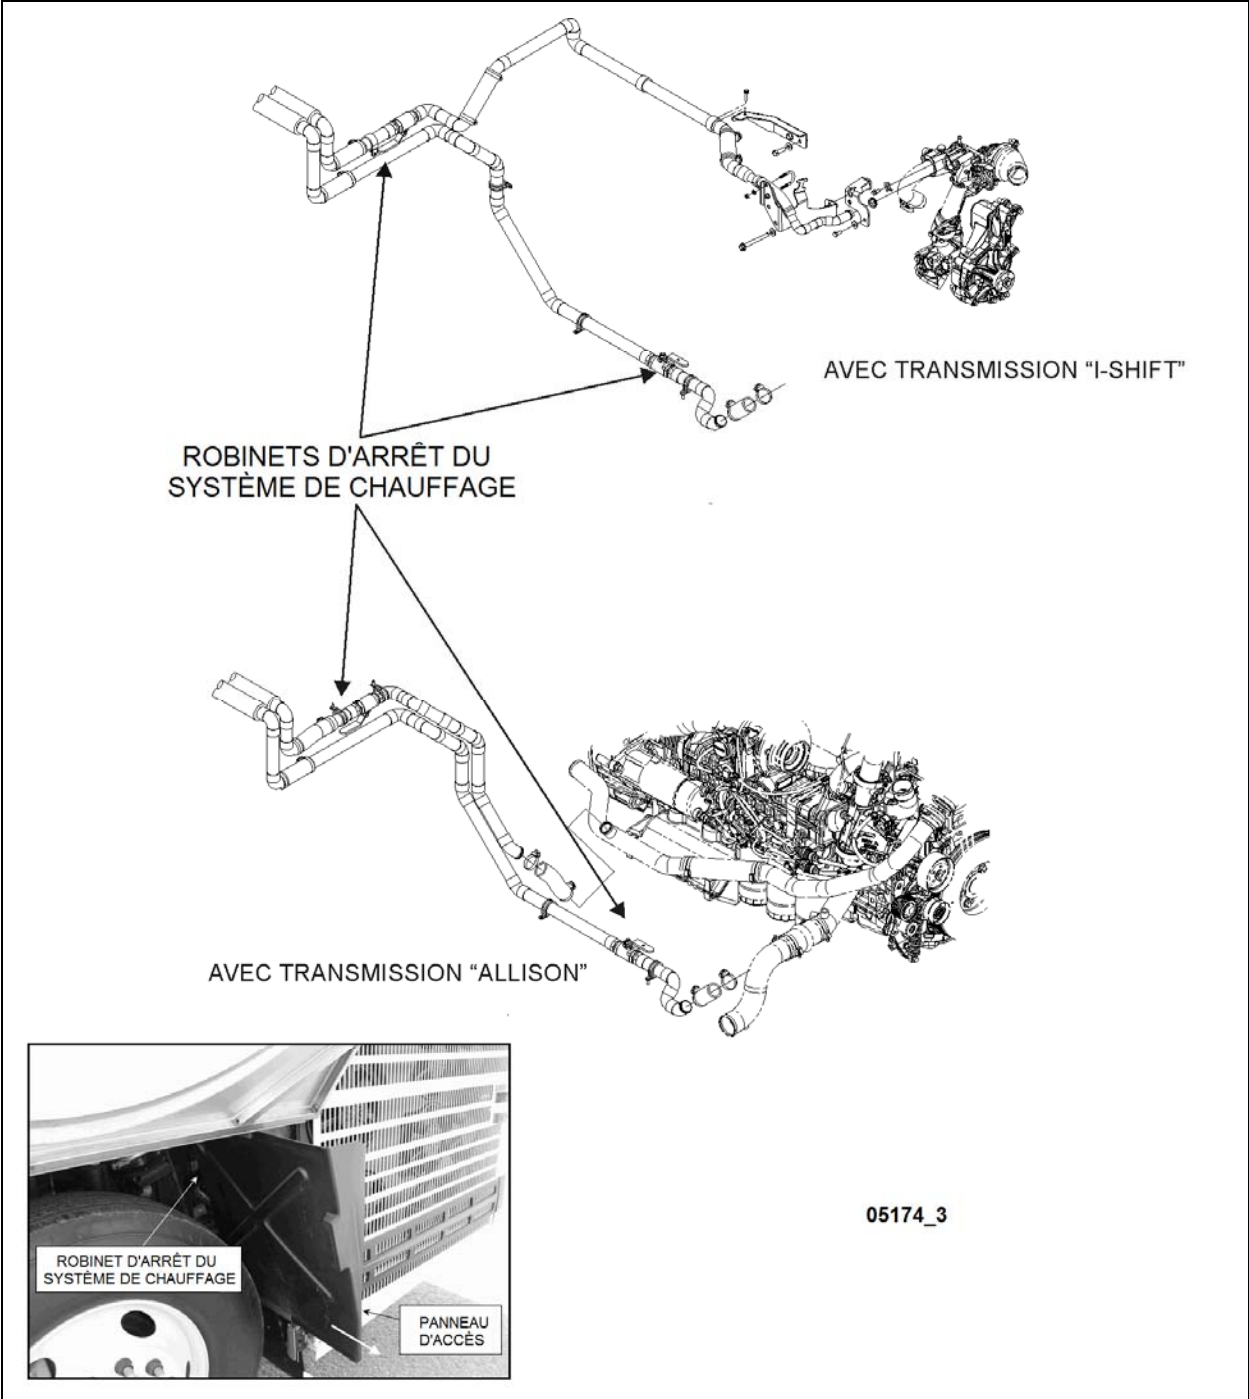 AVEC TRANSMISSION “I-SHIFT”
ROBINETS D'ARRÊT DU
SYSTÈME DE CHAUFFAGE
AVEC TRANSMISSION “ALLISON”
05174_3
ROBINET D'ARRÊT DU
SYSTÈME DE CHAUFFAGE
PANNEAU
D'ACCÈS